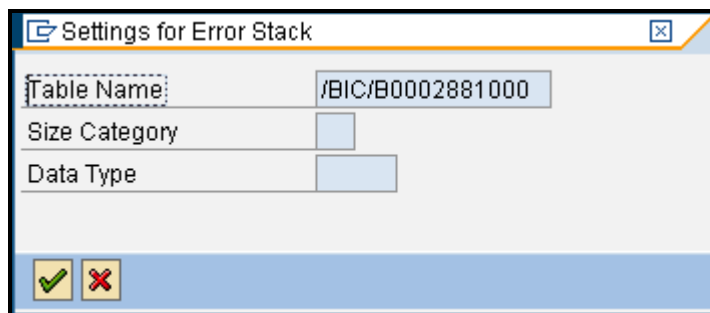 Settings for Error Stack
Table Name /BIC/B0002881000
Size Category
Data Type